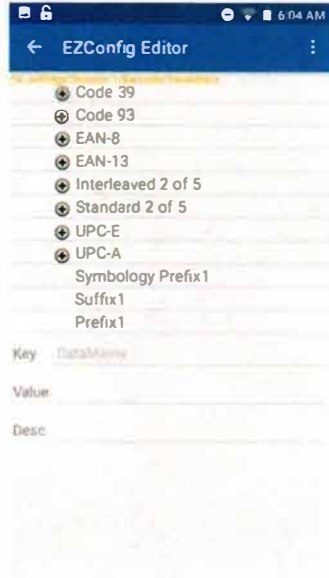 6:04 AM
EZConfig Editor
Code 39
Code 93
EAN-8
EAN-13
Interleaved 2 of 5
Standard 2 of 5
UPC-E
UPC-A
Symbology Prefix1
Suffix1
Prefix1
Key
Value
Desc